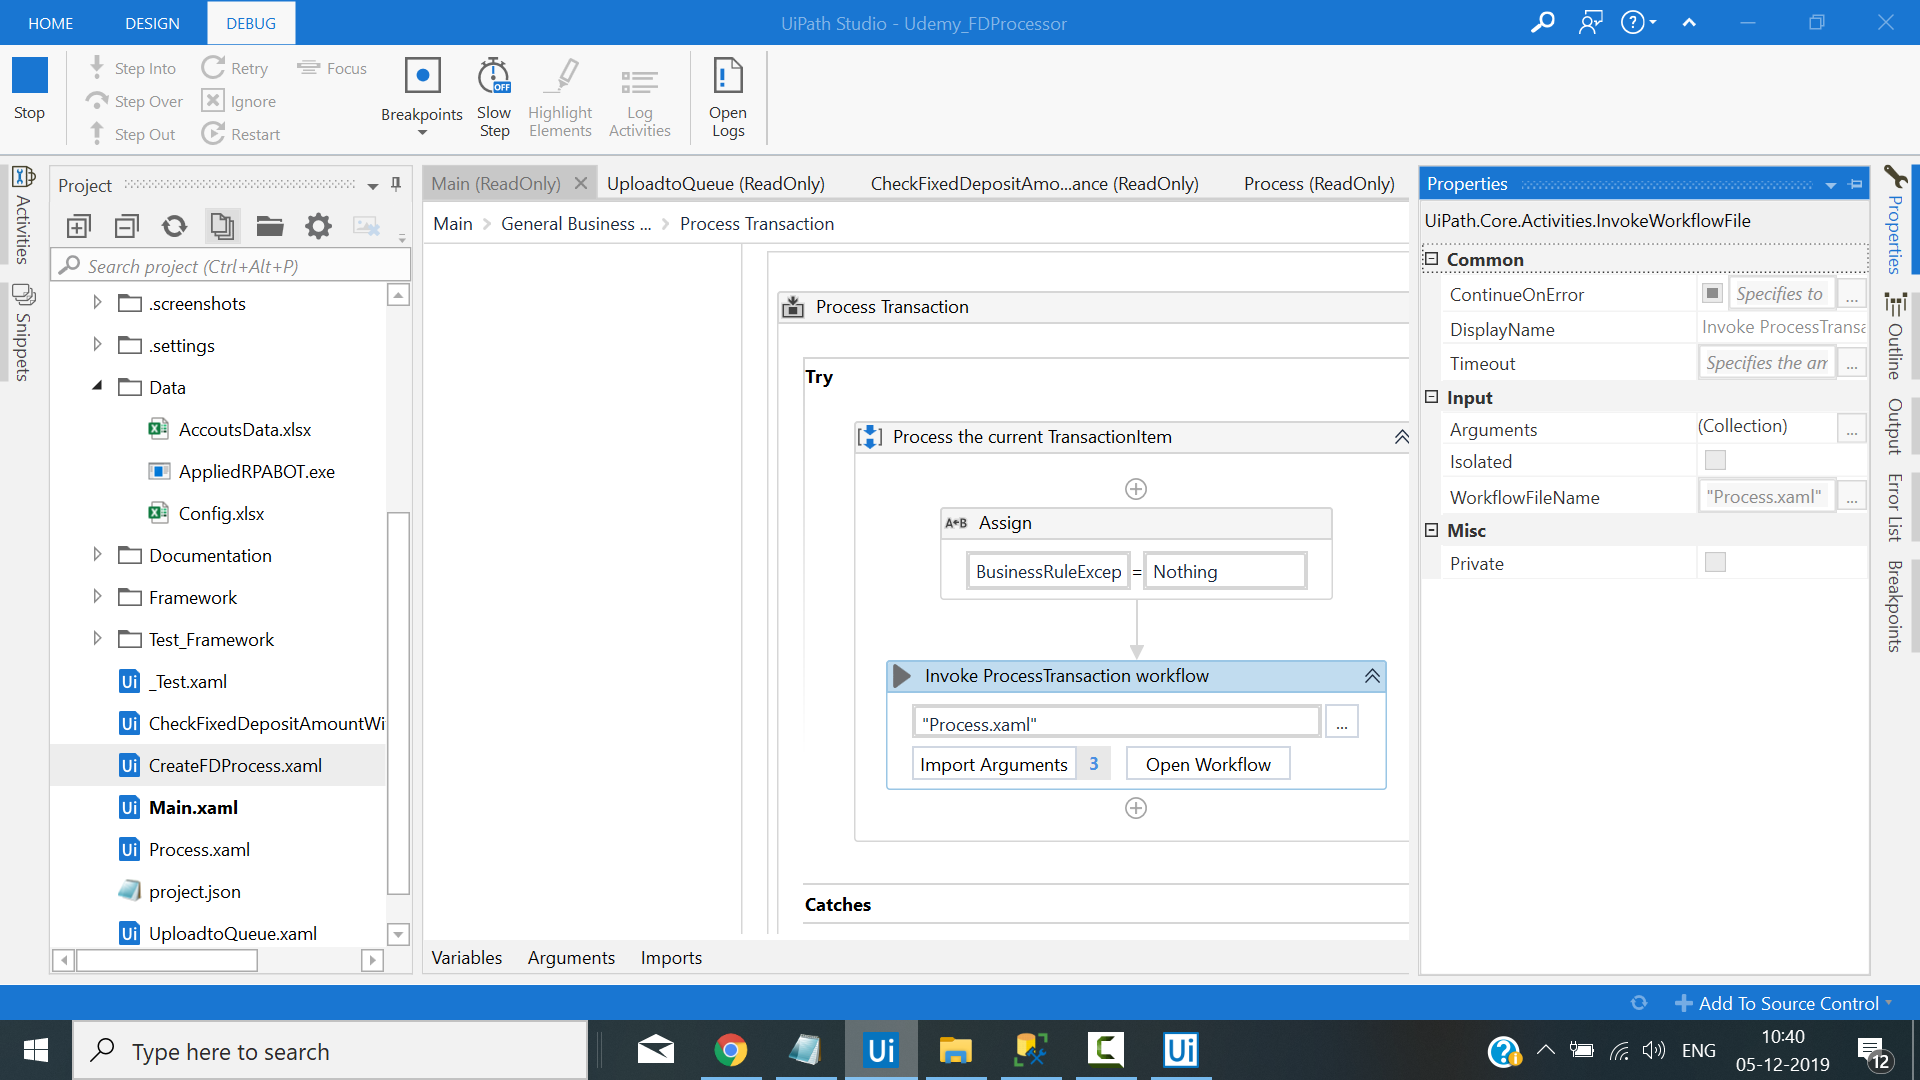 HOME DESIGN DEBUG
UiPath Studio - Udemy_FDProcessor
Stop
Step Into
Step Over
Step Out
Retry
Ignore
Restart
Focus
Breakpoints
Slow
Step
OFF
Highlight
Elements
Log
Activities
Open
Logs
Activities
Snippets
Project
Search project (Ctrl+Alt+P)
.screenshots
.settings
Data
AccoutsData.xlsx
AppliedRPABOT.exe
Config.xlsx
Documentation
Framework
Test_Framework
_Test.xaml
CheckFixedDepositAmountWi
CreateFDProcess.xaml
Main.xaml
Process.xaml
project.json
UploadtoQueue.xaml
Main (ReadOnly) UploadtoQueue (ReadOnly) CheckFixedDepositAmo...ance (ReadOnly) Process (ReadOnly)
Main > General Business ... > Process Transaction
Process Transaction
Try
Process the current TransactionItem
A←B Assign
BusinessRuleExcep = Nothing
Invoke ProcessTransaction workflow
"Process.xaml" ...
Import Arguments 3 Open Workflow
Catches
Variables Arguments Imports
Properties
UiPath.Core.Activities.InvokeWorkflowFile
Common
ContinueOnError Specifies to ...
DisplayName Invoke ProcessTransa
Timeout Specifies the am ...
Input
Arguments (Collection) ...
Isolated
WorkflowFileName "Process.xaml" ...
Misc
Private
Properties
Outline
Output
Error List
Breakpoints
Add To Source Control
Type here to search
Ui
Ui
ENG
10:40
05-12-2019
12